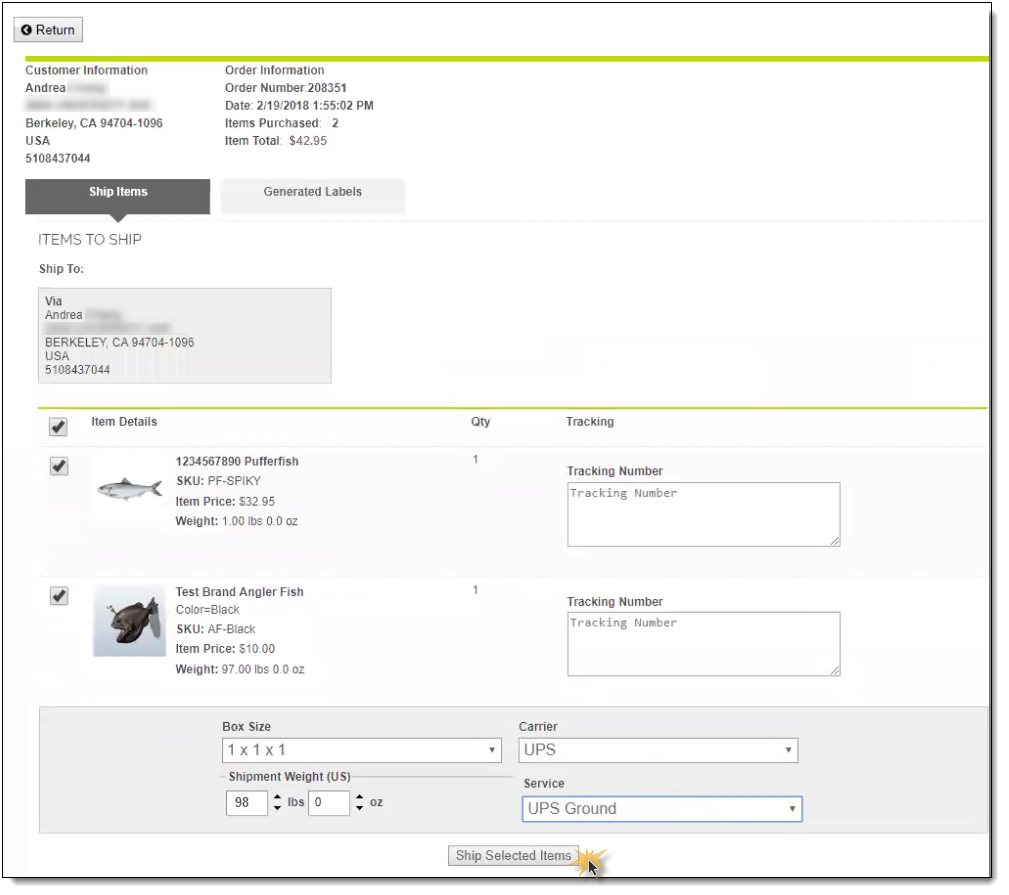 Return
Customer Information
Andrea
Berkeley, CA 94704-1096
USA
5108437044
Order Information
Order Number:208351
Date: 2/19/2018 1:55:02 PM
Items Purchased: 2
Item Total: $42.95
Ship Items
Generated Labels
ITEMS TO SHIP
Ship To:
Via
Andrea
BERKELEY, CA 94704-1096
USA
5108437044
Item Details
Qty
Tracking
1234567890 Pufferfish
SKU: PF-SPIKY
Item Price: $32.95
Weight: 1.00 lbs 0.0 oz
1
Tracking Number
Tracking Number
Test Brand Angler Fish
Color=Black
SKU: AF-Black
Item Price: $10.00
Weight: 97.00 lbs 0.0 oz
1
Tracking Number
Tracking Number
Box Size
1 x 1 x 1
Carrier
UPS
Shipment Weight (US)
98 lbs 0 oz
Service
UPS Ground
Ship Selected Items